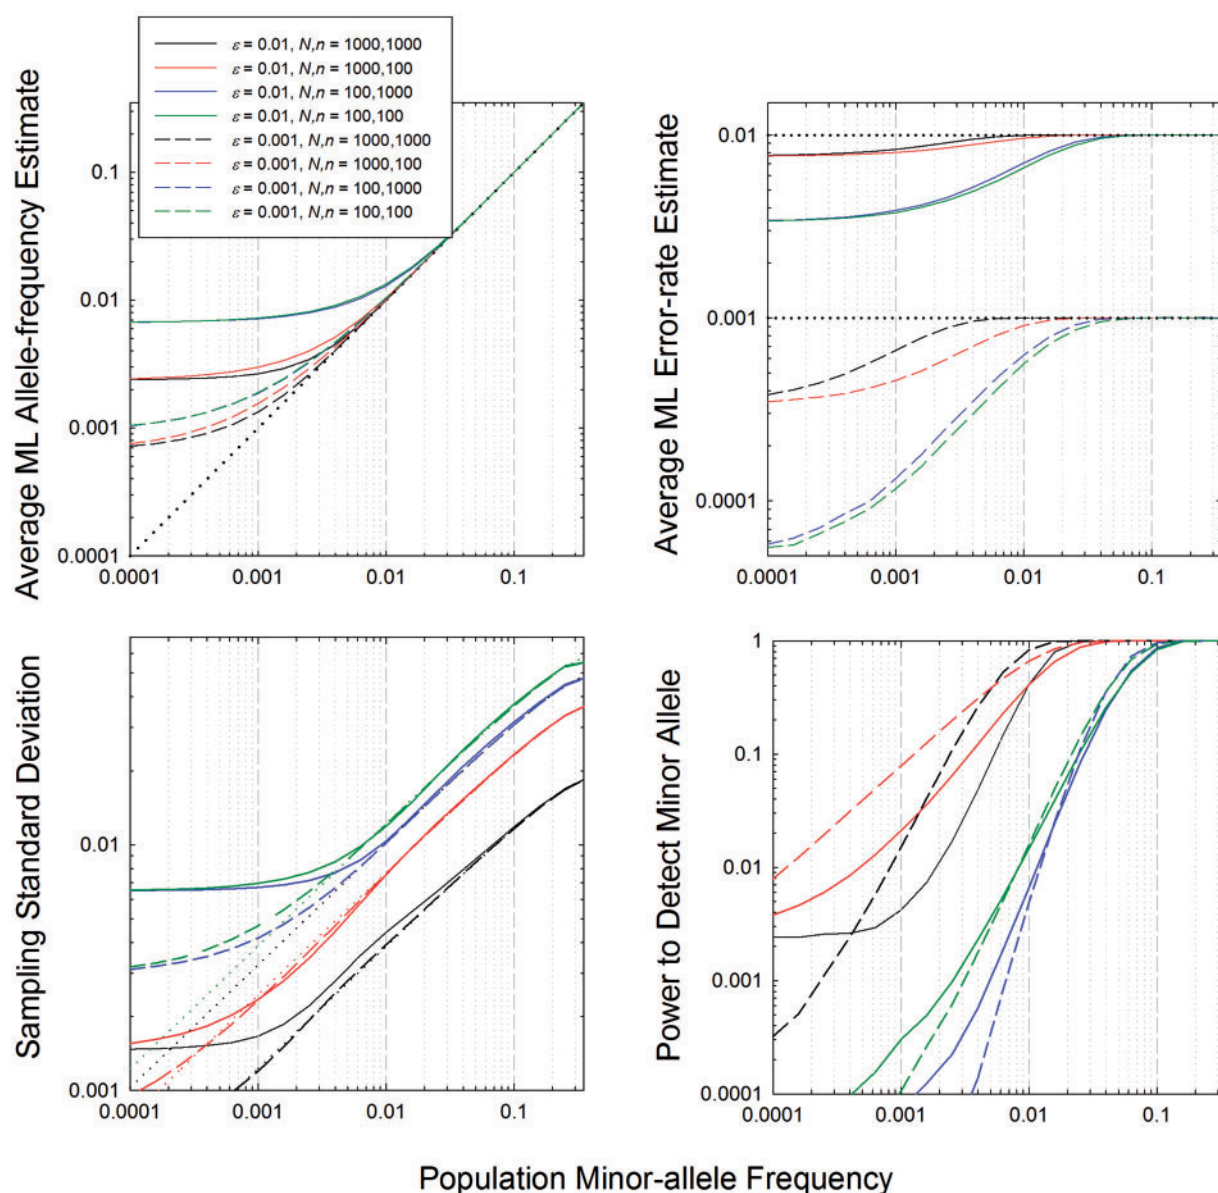 ε = 0.01, N,n = 1000,1000
ε = 0.01, N,n = 1000,100
ε = 0.01, N,n = 100,1000
ε = 0.01, N,n = 100,100
ε = 0.001, N,n = 1000,1000
ε = 0.001, N,n = 1000,100
ε = 0.001, N,n = 100,1000
ε = 0.001, N,n = 100,100
Average ML Allele-frequency Estimate
0.1
0.01
0.001
0.0001
0.0001 0.001 0.01 0.1
Average ML Error-rate Estimate
0.01
0.001
0.0001
0.0001 0.001 0.01 0.1
Sampling Standard Deviation
0.01
0.001
0.0001 0.001 0.01 0.1
Power to Detect Minor Allele
1
0.1
0.01
0.001
0.0001
0.0001 0.001 0.01 0.1
Population Minor-allele Frequency